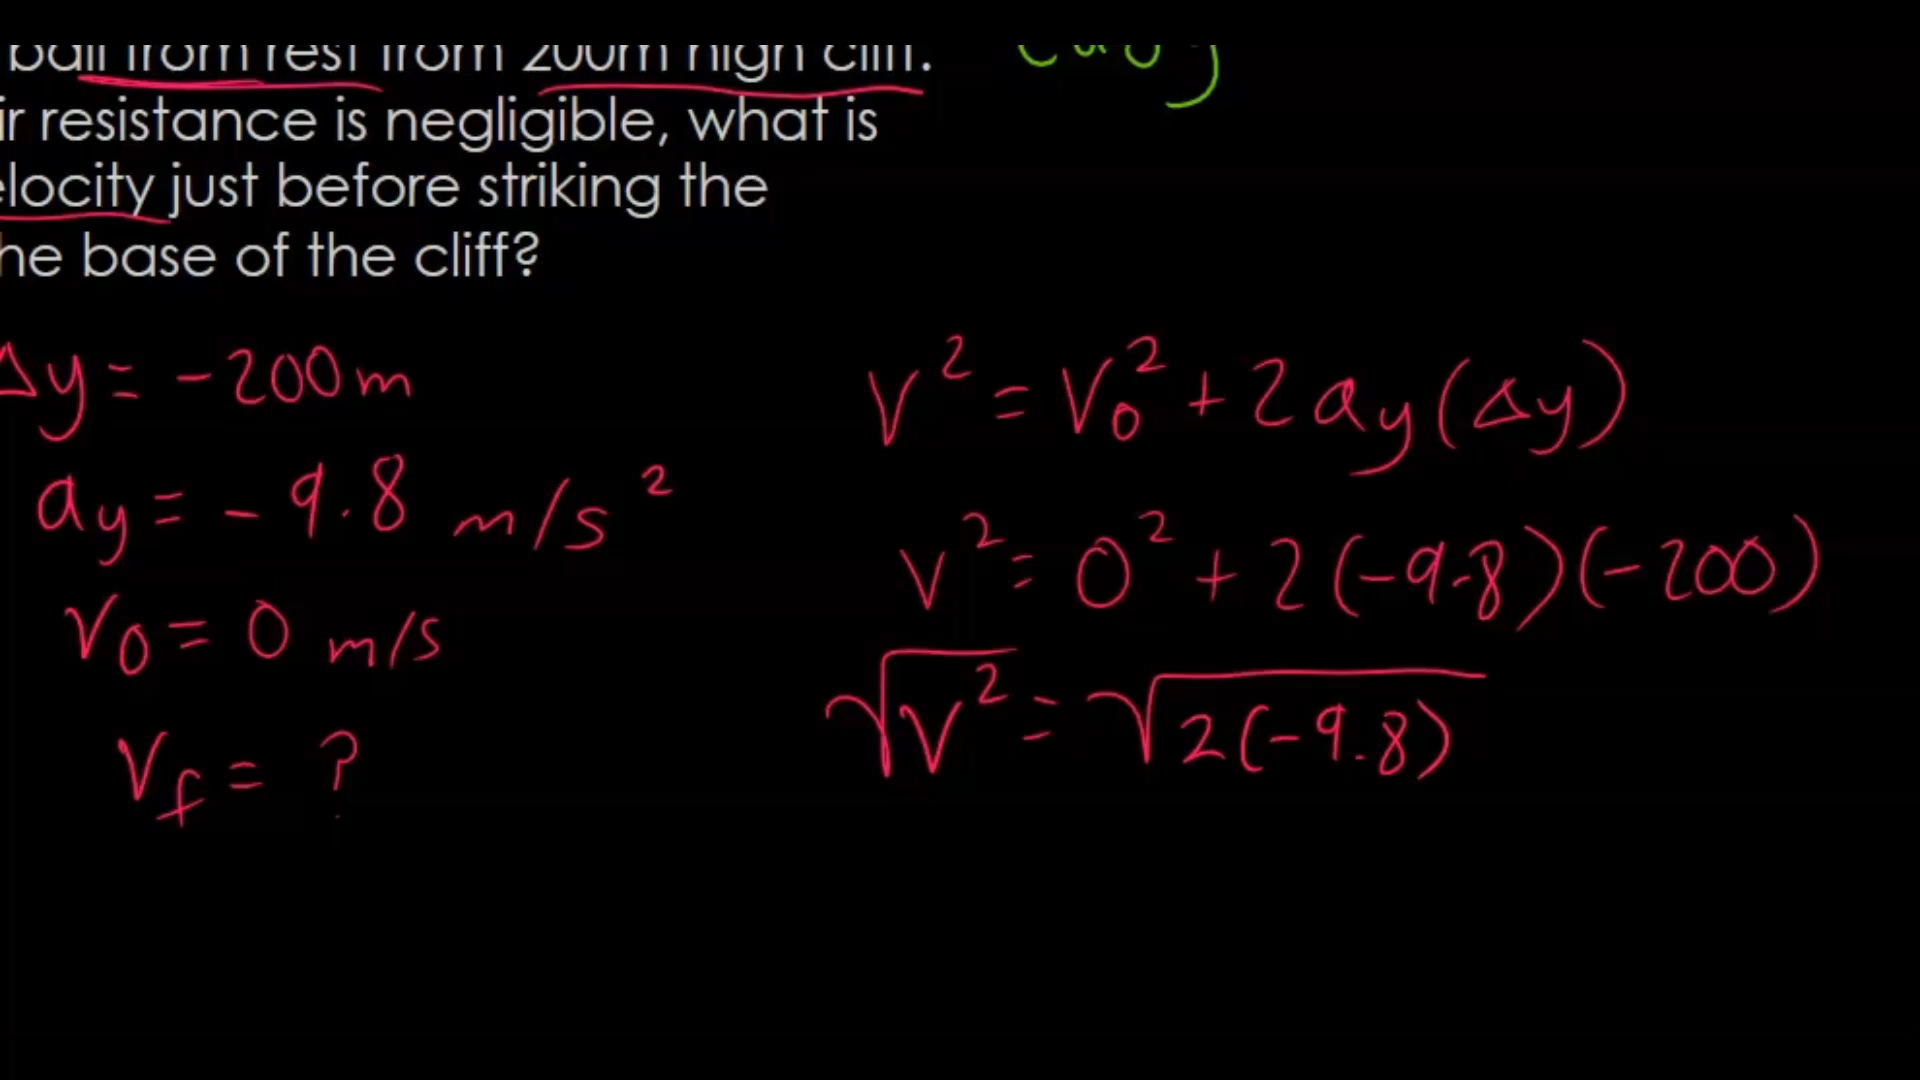 ball from rest from 200m high cliff.
ir resistance is negligible, what is
elocity just before striking the
he base of the cliff?
Δy = -200m
ay = -9.8 m/s²
v₀ = 0 m/s
v_f = ?
v² = v₀² + 2ay(Δy)
v² = 0² + 2(-9.8)(-200)
√v² = √2(-9.8)